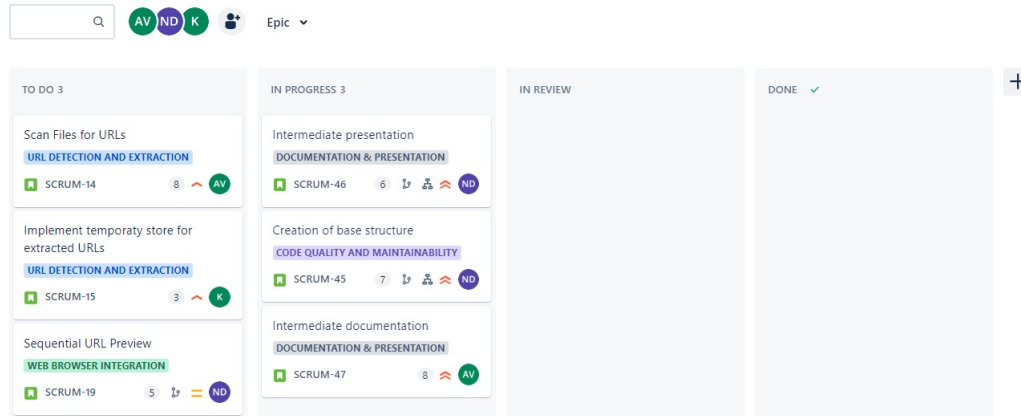 AV ND K
Epic
TO DO 3
Scan Files for URLs
URL DETECTION AND EXTRACTION
SCRUM-14 8 AV
Implement temporaty store for
extracted URLs
URL DETECTION AND EXTRACTION
SCRUM-15 3 K
Sequential URL Preview
WEB BROWSER INTEGRATION
SCRUM-19 5 ND
IN PROGRESS 3
Intermediate presentation
DOCUMENTATION & PRESENTATION
SCRUM-46 6 ND
Creation of base structure
CODE QUALITY AND MAINTAINABILITY
SCRUM-45 7 ND
Intermediate documentation
DOCUMENTATION & PRESENTATION
SCRUM-47 8 AV
IN REVIEW
DONE